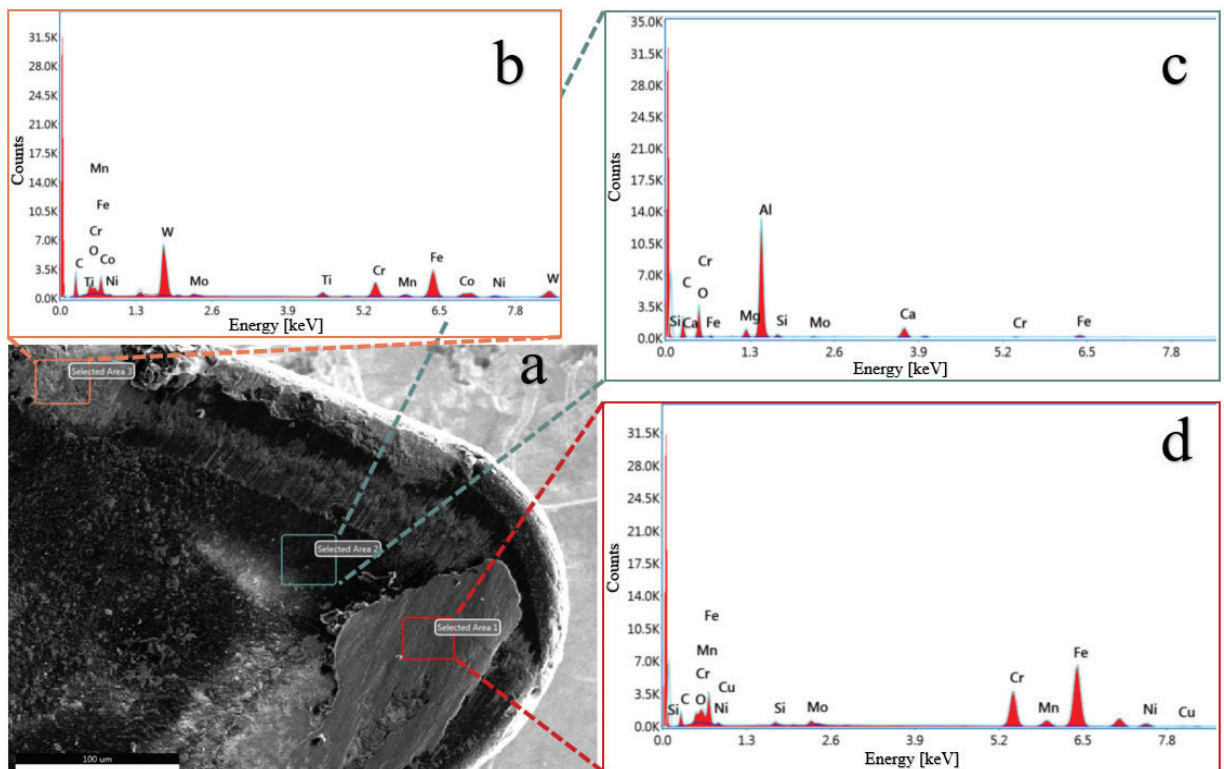 b
31.5K
28.0K
24.5K
21.0K
17.5K
14.0K
10.5K
7.0K
3.5K
0.0K
Counts
Mn
Fe
Cr
O
C
Co
Ti
Ni
W
Mo
Ti
Cr
Mn
Fe
Co
Ni
W
0.0
1.3
2.6
3.9
5.2
6.5
7.8
Energy [keV]
c
35.0K
31.5K
28.0K
24.5K
21.0K
17.5K
14.0K
10.5K
7.0K
3.5K
0.0K
Counts
Cr
C
O
Si
Ca
Fe
Mg
Al
Si
Mo
Ca
Cr
Fe
0.0
1.3
2.6
3.9
5.2
6.5
7.8
Energy [keV]
a
Selected Area 3
Selected Area 2
Selected Area 1
100 um
d
31.5K
28.0K
24.5K
21.0K
17.5K
14.0K
10.5K
7.0K
3.5K
0.0K
Counts
Fe
Mn
Cr
Cu
C
O
Si
Ni
Si
Mo
Cr
Mn
Fe
Ni
Cu
0.0
1.3
2.6
3.9
5.2
6.5
7.8
Energy [keV]